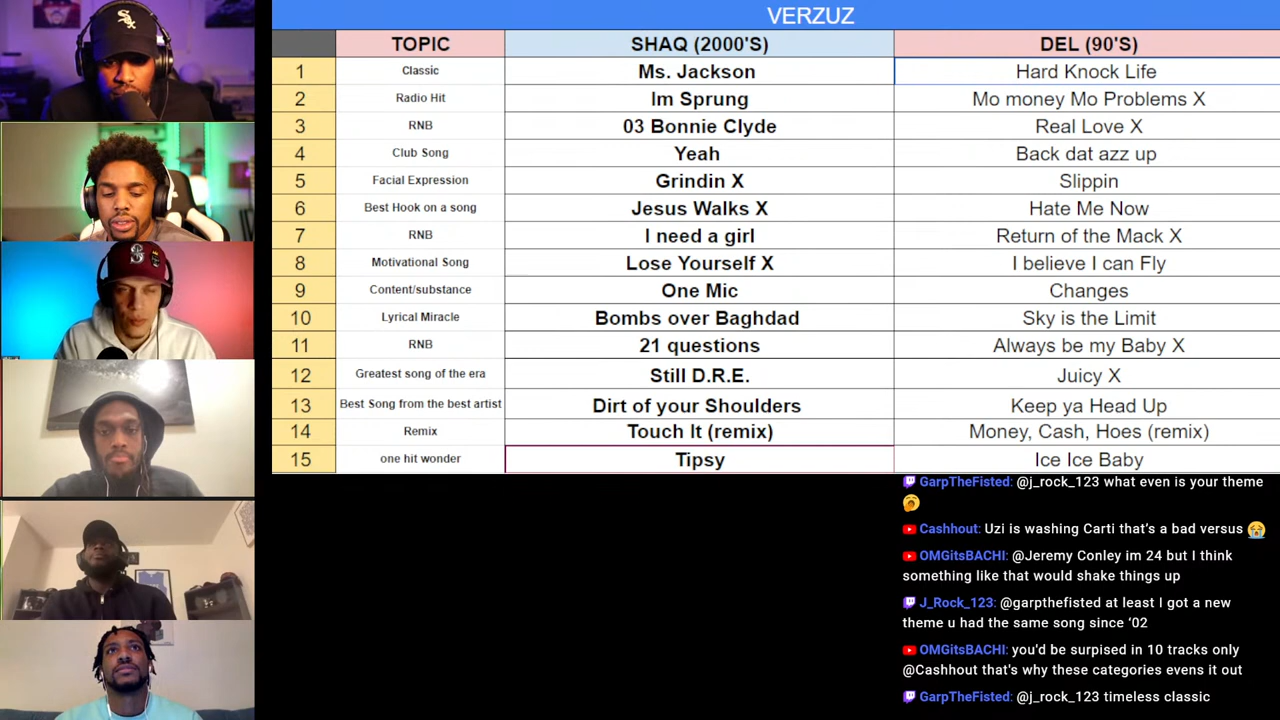 VERZUZ
TOPIC SHAQ (2000'S) DEL (90'S)
1 Classic Ms. Jackson Hard Knock Life
2 Radio Hit Im Sprung Mo money Mo Problems X
3 RNB 03 Bonnie Clyde Real Love X
4 Club Song Yeah Back dat azz up
5 Facial Expression Grindin X Slippin
6 Best Hook on a song Jesus Walks X Hate Me Now
7 RNB I need a girl Return of the Mack X
8 Motivational Song Lose Yourself X I believe I can Fly
9 Content/substance One Mic Changes
10 Lyrical Miracle Bombs over Baghdad Sky is the Limit
11 RNB 21 questions Always be my Baby X
12 Greatest song of the era Still D.R.E. Juicy X
13 Best Song from the best artist Dirt of your Shoulders Keep ya Head Up
14 Remix Touch It (remix) Money, Cash, Hoes (remix)
15 one hit wonder Tipsy Ice Ice Baby
GarpTheFisted: @j_rock_123 what even is your theme
Cashhout: Uzi is washing Carti that's a bad versus
OMGitsBACHI: @Jeremy Conley im 24 but I think
something like that would shake things up
J_Rock_123: @garpthefisted at least I got a new
theme u had the same song since '02
OMGitsBACHI: you'd be surpised in 10 tracks only
@Cashhout that's why these categories evens it out
GarpTheFisted: @j_rock_123 timeless classic